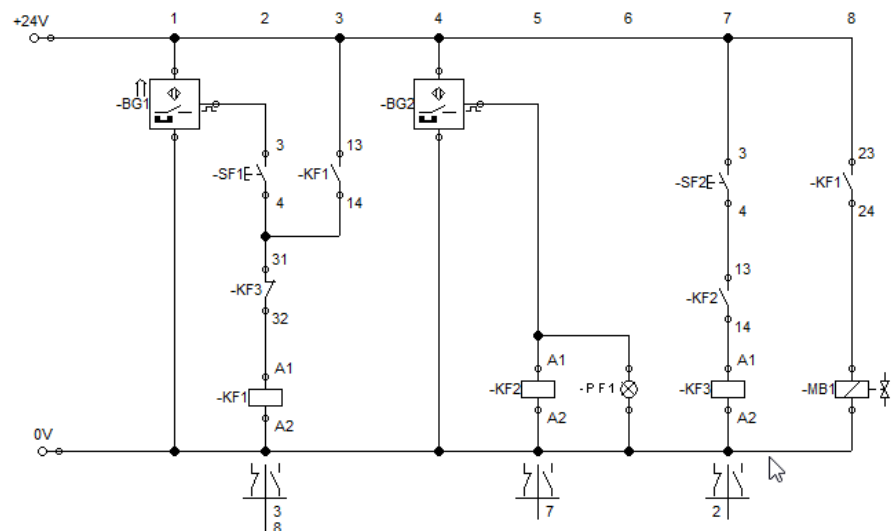 1 2 3 4 5 6 7 8
+24V
-BG1 -BG2
3 13 3 23
-SF1 -KF1 -SF2 -KF1
4 14 4 24
31 13
-KF3 -KF2
32 14
A1 A1 A1
-KF1 -KF2 -PF1 -KF3 -MB1
A2 A2 A2
0V
3 7 2
8